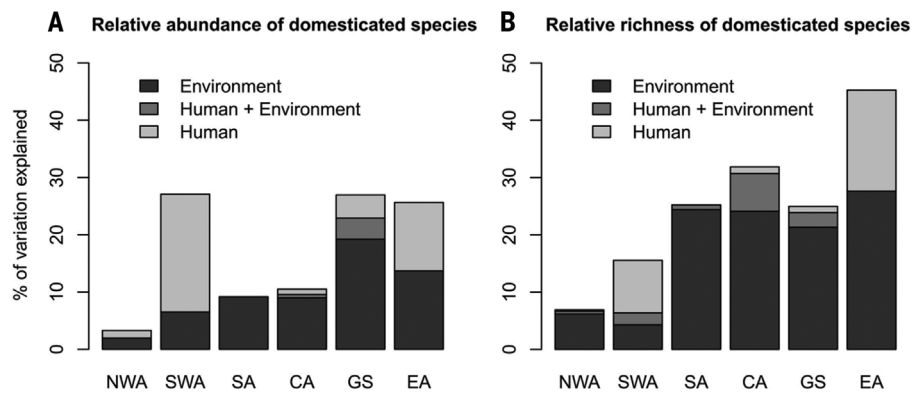 A Relative abundance of domesticated species
50
40
30
20
10
0
% of variation explained
Environment
Human + Environment
Human
NWA SWA SA CA GS EA
B Relative richness of domesticated species
50
40
30
20
10
0
Environment
Human + Environment
Human
NWA SWA SA CA GS EA